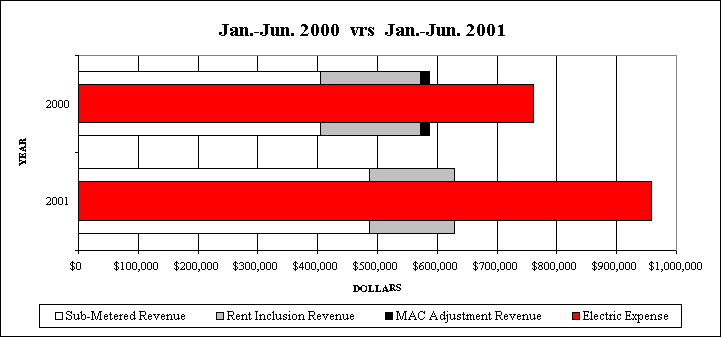 Jan.-Jun. 2000 vrs Jan.-Jun. 2001
YEAR
2000
2001
$0 $100,000 $200,000 $300,000 $400,000 $500,000 $600,000 $700,000 $800,000 $900,000 $1,000,000
DOLLARS
Sub-Metered Revenue Rent Inclusion Revenue MAC Adjustment Revenue Electric Expense